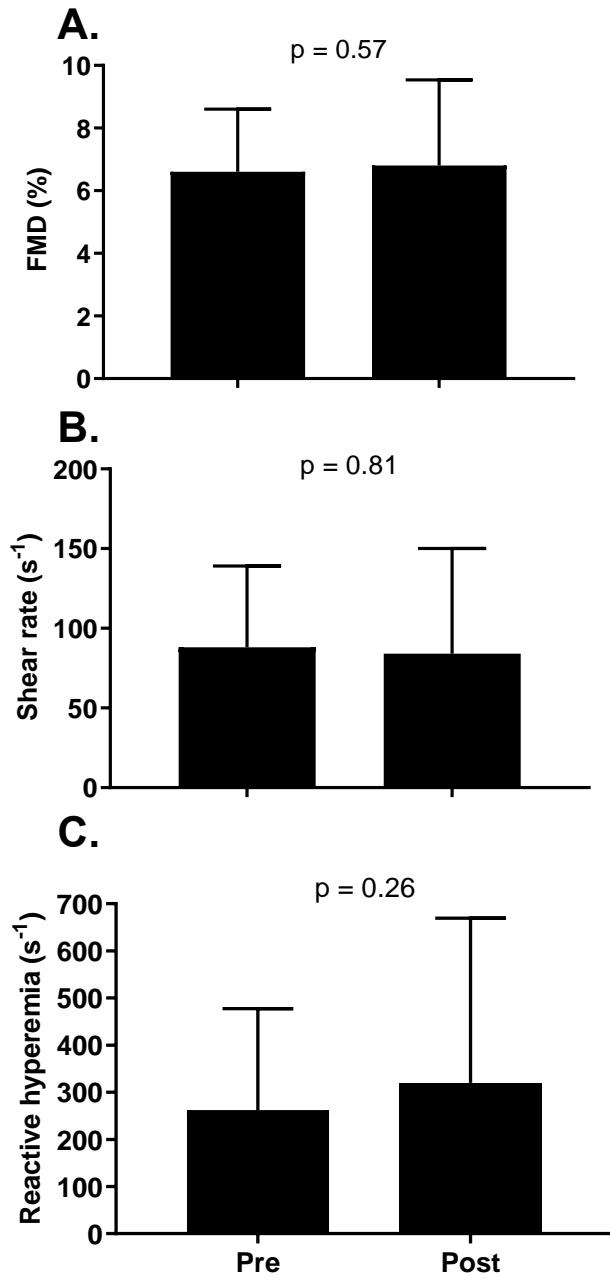 A.
p = 0.57
10
8
6
4
2
0
FMD (%)
B.
p = 0.81
200
150
100
50
0
Shear rate (s-1)
C.
p = 0.26
700
600
500
400
300
200
100
0
Reactive hyperemia (s-1)
Pre Post